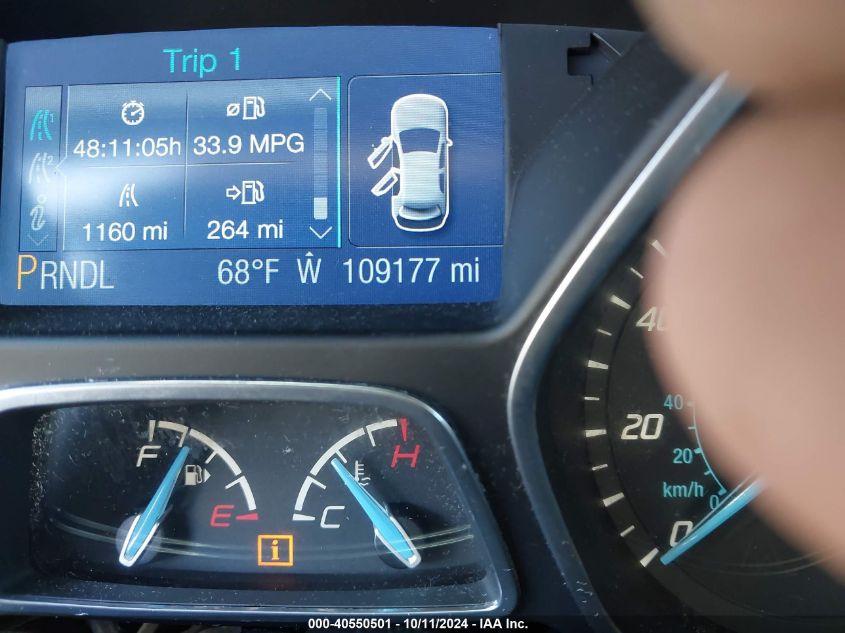 Trip 1
48:11:05h 33.9 MPG
1160 mi 264 mi
PRNDL 68°F W 109177 mi
40
20
0
40
20
km/h
0
F
E
H
C
i
000-40550501 - 10/11/2024 - IAA Inc.